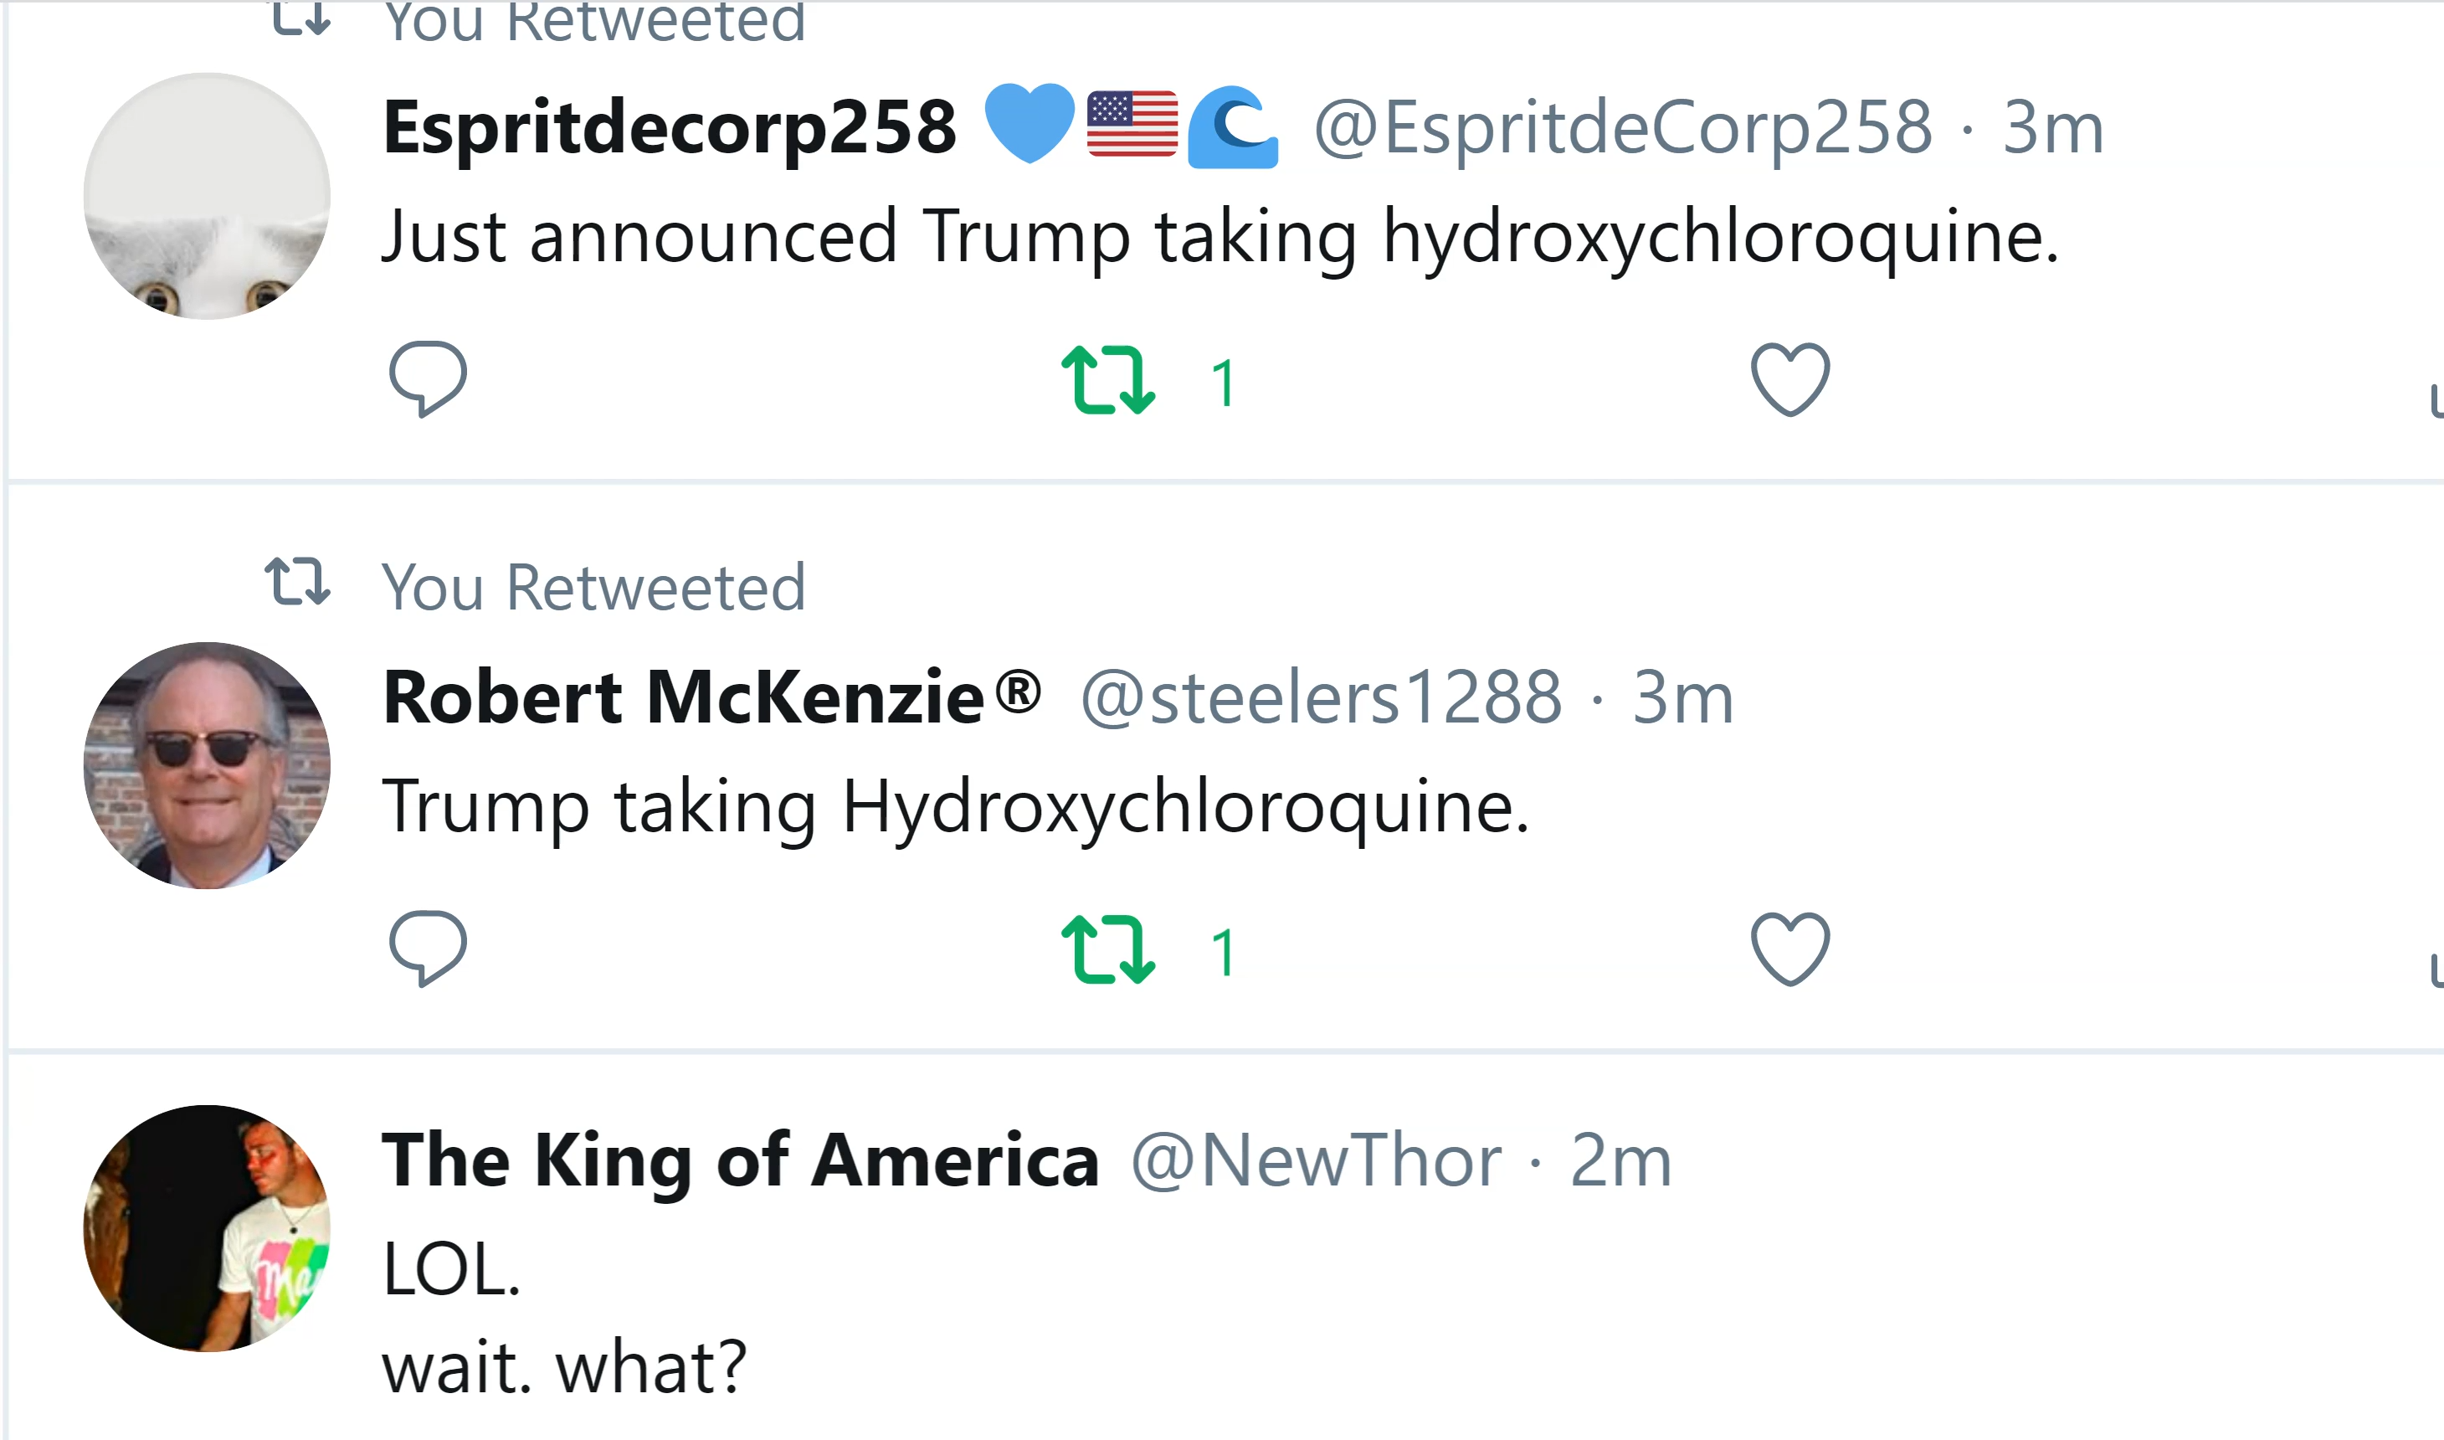 You Retweeted
Espritdecorp258 💙🇺🇸🌊 @EspritdeCorp258 · 3m
Just announced Trump taking hydroxychloroquine.
1
You Retweeted
Robert McKenzie® @steelers1288 · 3m
Trump taking Hydroxychloroquine.
1
The King of America @NewThor · 2m
LOL.
wait. what?